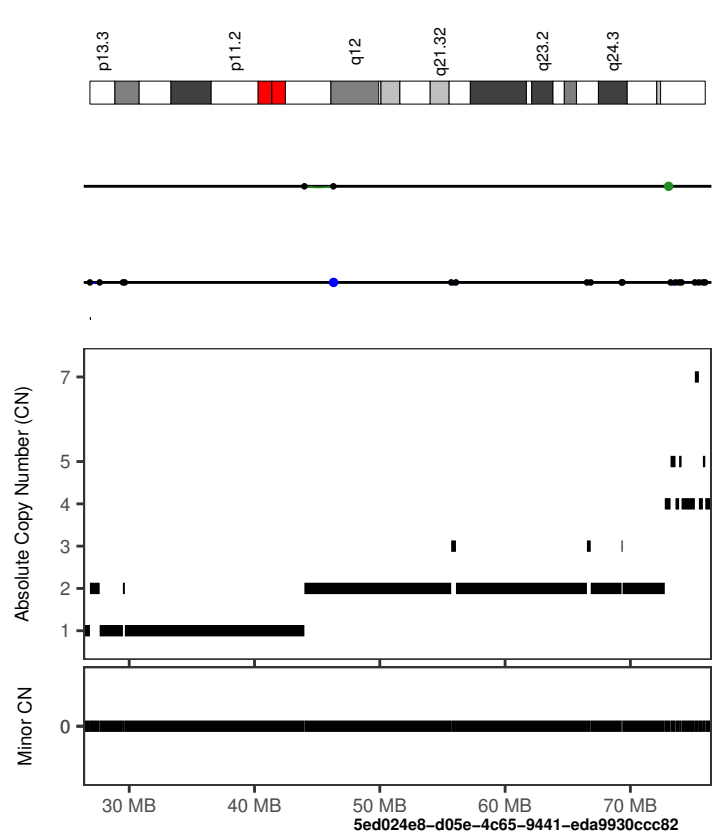 p13.3
p11.2
q12
q21.32
q23.2
q24.3
Absolute Copy Number (CN)
7
5
4
3
2
1
Minor CN
0
30 MB
40 MB
50 MB
60 MB
70 MB
5ed024e8−d05e−4c65−9441−eda9930ccc82